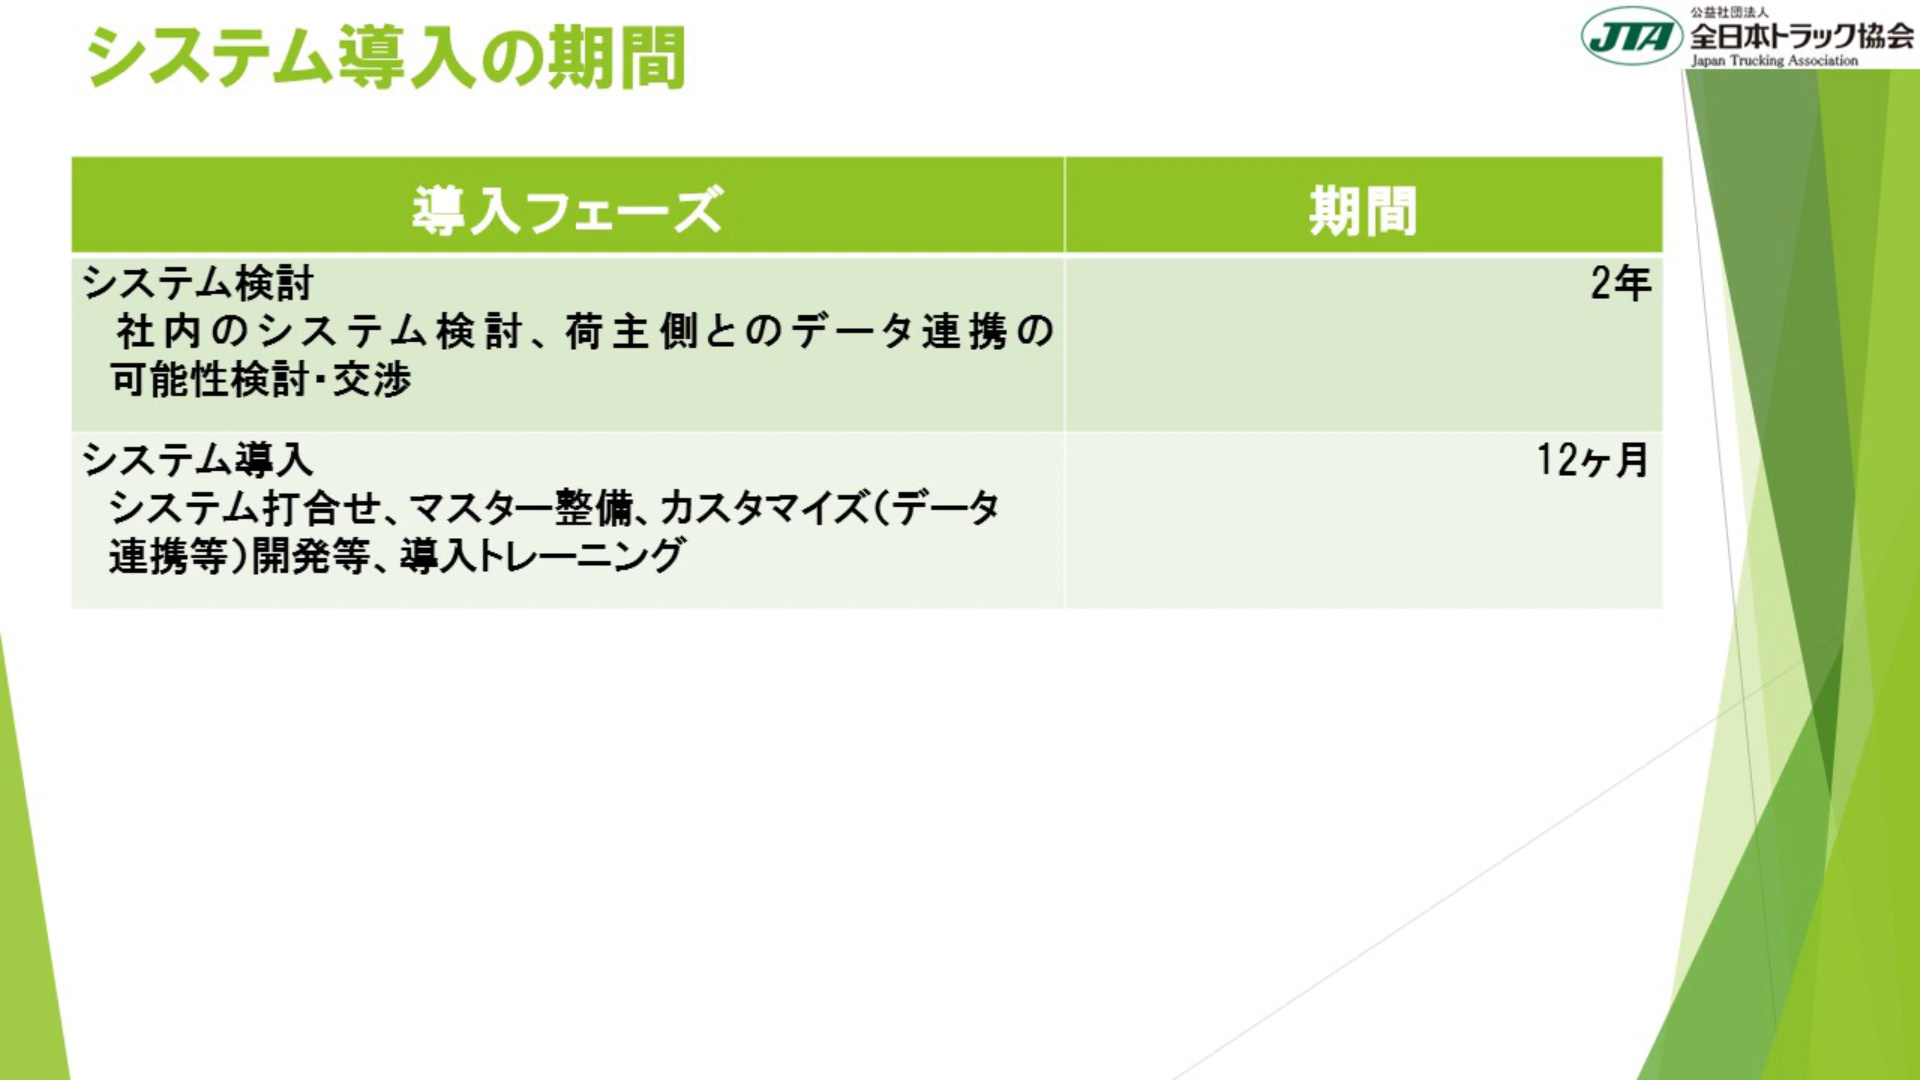 システム導入の期間
公益社団法人
JTA 全日本トラック協会
Japan Trucking Association
導入フェーズ
期間
システム検討
2年
社内のシステム検討、荷主側とのデータ連携の
可能性検討・交渉
システム導入
12ヶ月
システム打合せ、マスター整備、カスタマイズ(データ
連携等)開発等、導入トレーニング